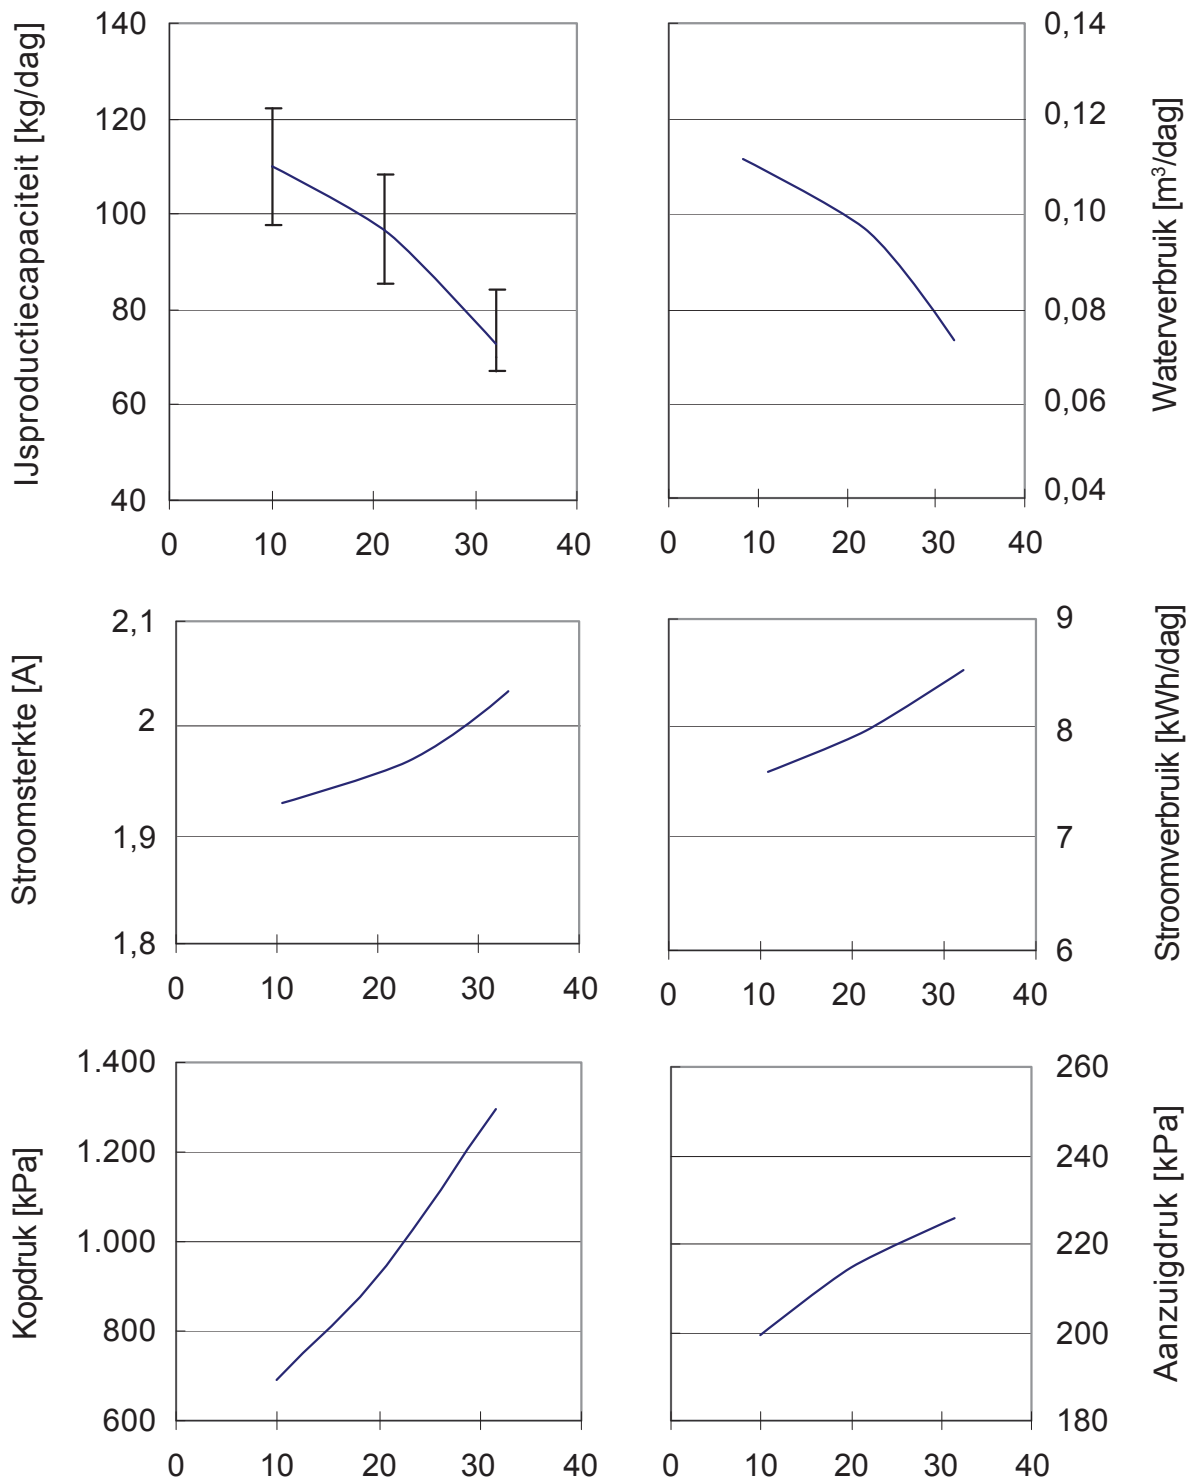 IJsproductiecapaciteit [kg/dag]
140
120
100
80
60
40
0 10 20 30 40
Waterverbruik [m³/dag]
0,14
0,12
0,10
0,08
0,06
0,04
0 10 20 30 40
Stroomsterkte [A]
2,1
2
1,9
1,8
0 10 20 30 40
Stroomverbruik [kWh/dag]
9
8
7
6
0 10 20 30 40
Kopdruk [kPa]
1.400
1.200
1.000
800
600
0 10 20 30 40
Aanzuigdruk [kPa]
260
240
220
200
180
0 10 20 30 40